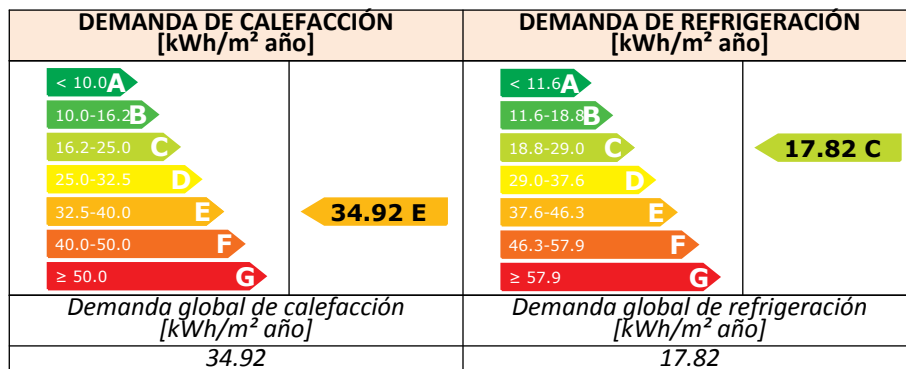 DEMANDA DE CALEFACCIÓN
[kWh/m² año]
DEMANDA DE REFRIGERACIÓN
[kWh/m² año]
< 10.0 A
10.0-16.2 B
16.2-25.0 C
25.0-32.5 D
32.5-40.0 E
40.0-50.0 F
≥ 50.0 G
34.92 E
< 11.6 A
11.6-18.8 B
18.8-29.0 C
29.0-37.6 D
37.6-46.3 E
46.3-57.9 F
≥ 57.9 G
17.82 C
Demanda global de calefacción
[kWh/m² año]
Demanda global de refrigeración
[kWh/m² año]
34.92
17.82